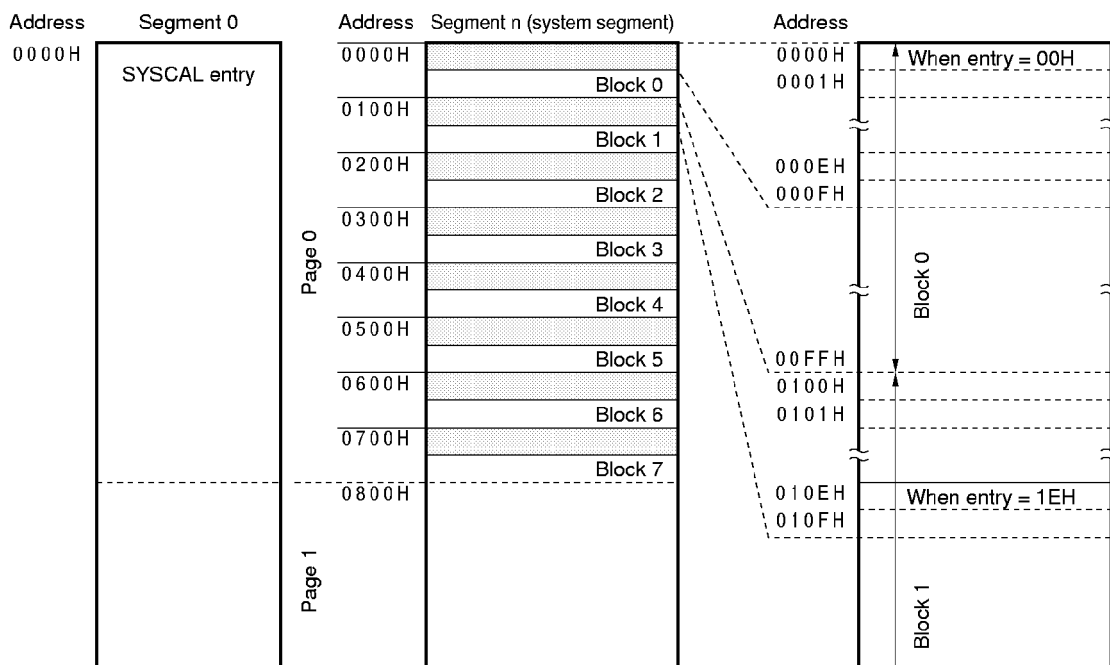 Address Segment 0
0000H
SYSCAL entry
Page 0
Page 1
Address Segment n (system segment)
0000H
Block 0
0100H
Block 1
0200H
Block 2
0300H
Block 3
0400H
Block 4
0500H
Block 5
0600H
Block 6
0700H
Block 7
0800H
Address
0000H When entry = 00H
0001H
000EH
000FH
Block 0
00FFH
0100H
0101H
010EH When entry = 1EH
010FH
Block 1